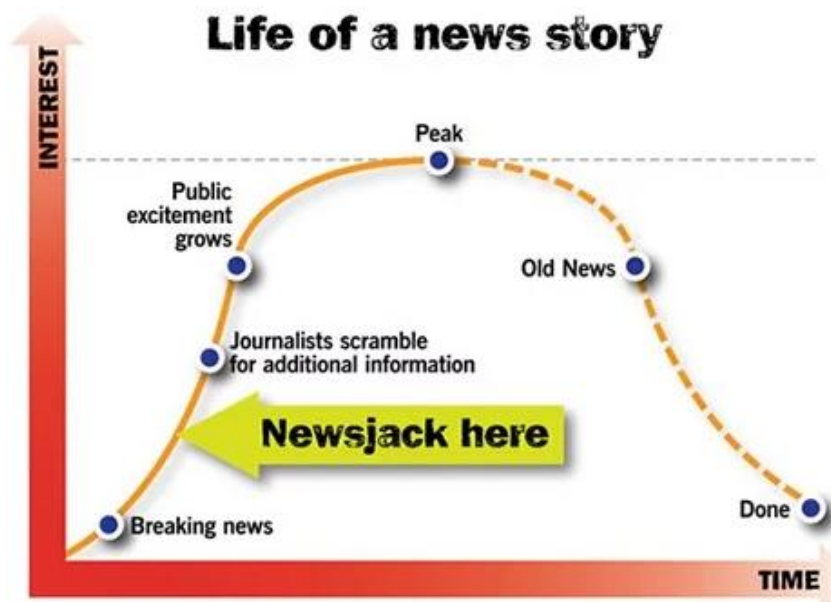 Life of a news story
INTEREST
Peak
Public
excitement
grows
Old News
Journalists scramble
for additional information
Newsjack here
Breaking news
Done
TIME